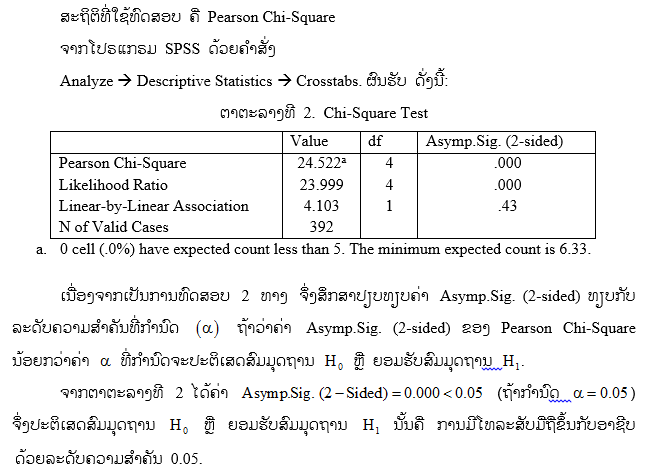 ສະຖິຕິທີ່ໃຊ້ທົດສອບ ຄື Pearson Chi-Square
ຈາກໂປຣແກຣມ SPSS ດ້ວຍຄຳສັ່ງ
Analyze → Descriptive Statistics → Crosstabs. ຜົນຮັບ ດັ່ງນີ້:
ຕາຕະລາງທີ 2. Chi-Square Test
Value df Asymp.Sig. (2-sided)
Pearson Chi-Square 24.522ª 4 .000
Likelihood Ratio 23.999 4 .000
Linear-by-Linear Association 4.103 1 .43
N of Valid Cases 392
a. 0 cell (.0%) have expected count less than 5. The minimum expected count is 6.33.
ເນື່ອງຈາກເປັນການທົດສອບ 2 ທາງ ຈຶ່ງສຶກສາປຽບທຽບຄ່າ Asymp.Sig. (2-sided) ທຽບກັບ
ລະດັບຄວາມສຳຄັນທີ່ກຳນົດ (α) ຖ້າວ່າຄ່າ Asymp.Sig. (2-sided) ຂອງ Pearson Chi-Square
ນ້ອຍກວ່າຄ່າ α ທີ່ກຳນົດຈະປະຕິເສດສົມມຸດຖານ H₀ ຫຼື ຍອມຮັບສົມມຸດຖານ H₁.
ຈາກຕາຕະລາງທີ 2 ໄດ້ຄ່າ Asymp.Sig. (2−Sided) = 0.000 < 0.05 (ຖ້າກຳນົດ α = 0.05)
ຈຶ່ງປະຕິເສດສົມມຸດຖານ H₀ ຫຼື ຍອມຮັບສົມມຸດຖານ H₁ ນັ້ນຄື ການມີໂທລະສັບມືຖືຂຶ້ນກັບອາຊີບ
ດ້ວຍລະດັບຄວາມສຳຄັນ 0.05.